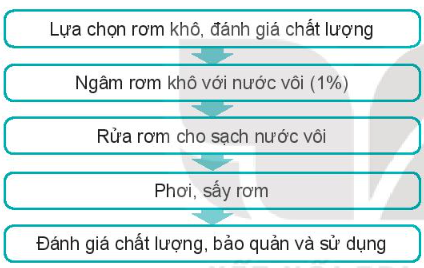 Lựa chọn rơm khô, đánh giá chất lượng
Ngâm rơm khô với nước vôi (1%)
Rửa rơm cho sạch nước vôi
Phơi, sấy rơm
Đánh giá chất lượng, bảo quản và sử dụng